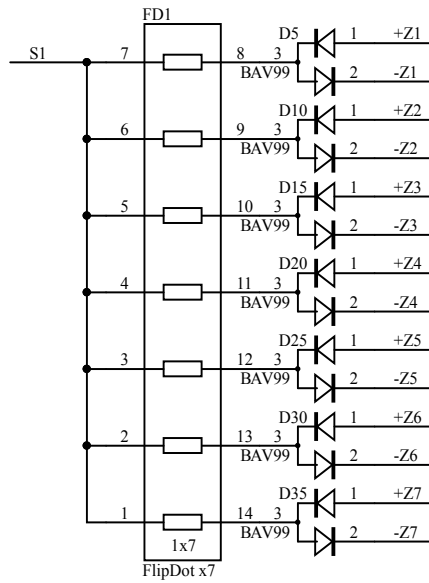 FD1
D5
S1 7 8 3 1 +Z1
BAV99 2 -Z1
D10
6 9 3 1 +Z2
BAV99 2 -Z2
D15
5 10 3 1 +Z3
BAV99 2 -Z3
D20
4 11 3 1 +Z4
BAV99 2 -Z4
D25
3 12 3 1 +Z5
BAV99 2 -Z5
D30
2 13 3 1 +Z6
BAV99 2 -Z6
D35
1 14 3 1 +Z7
BAV99 2 -Z7
1x7
FlipDot x7